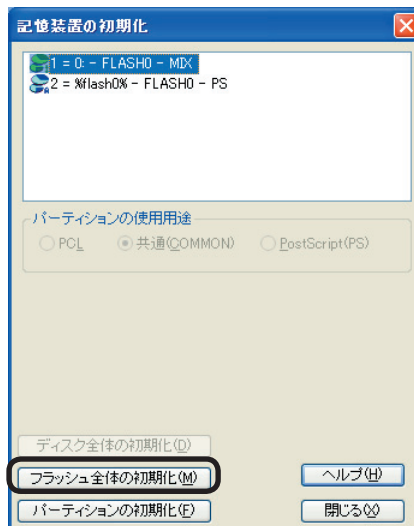 記憶装置の初期化
1 = 0: - FLASH0 - MIX
2 = %flash0% - FLASH0 - PS
パーティションの使用用途
PCL 共通(COMMON) PostScript(PS)
ディスク全体の初期化(D)
フラッシュ全体の初期化(M) ヘルプ(H)
パーティションの初期化(F) 閉じる(X)